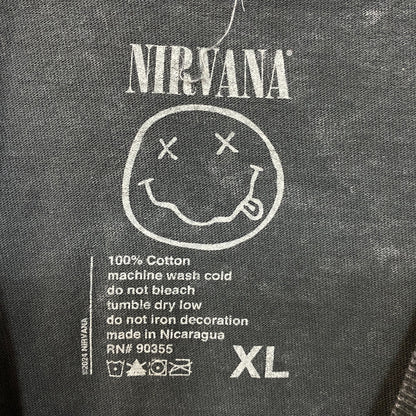 NIRVANA®
100% Cotton
machine wash cold
do not bleach
tumble dry low
do not iron decoration
made in Nicaragua
RN# 90355
XL
©2024 NIRVANA